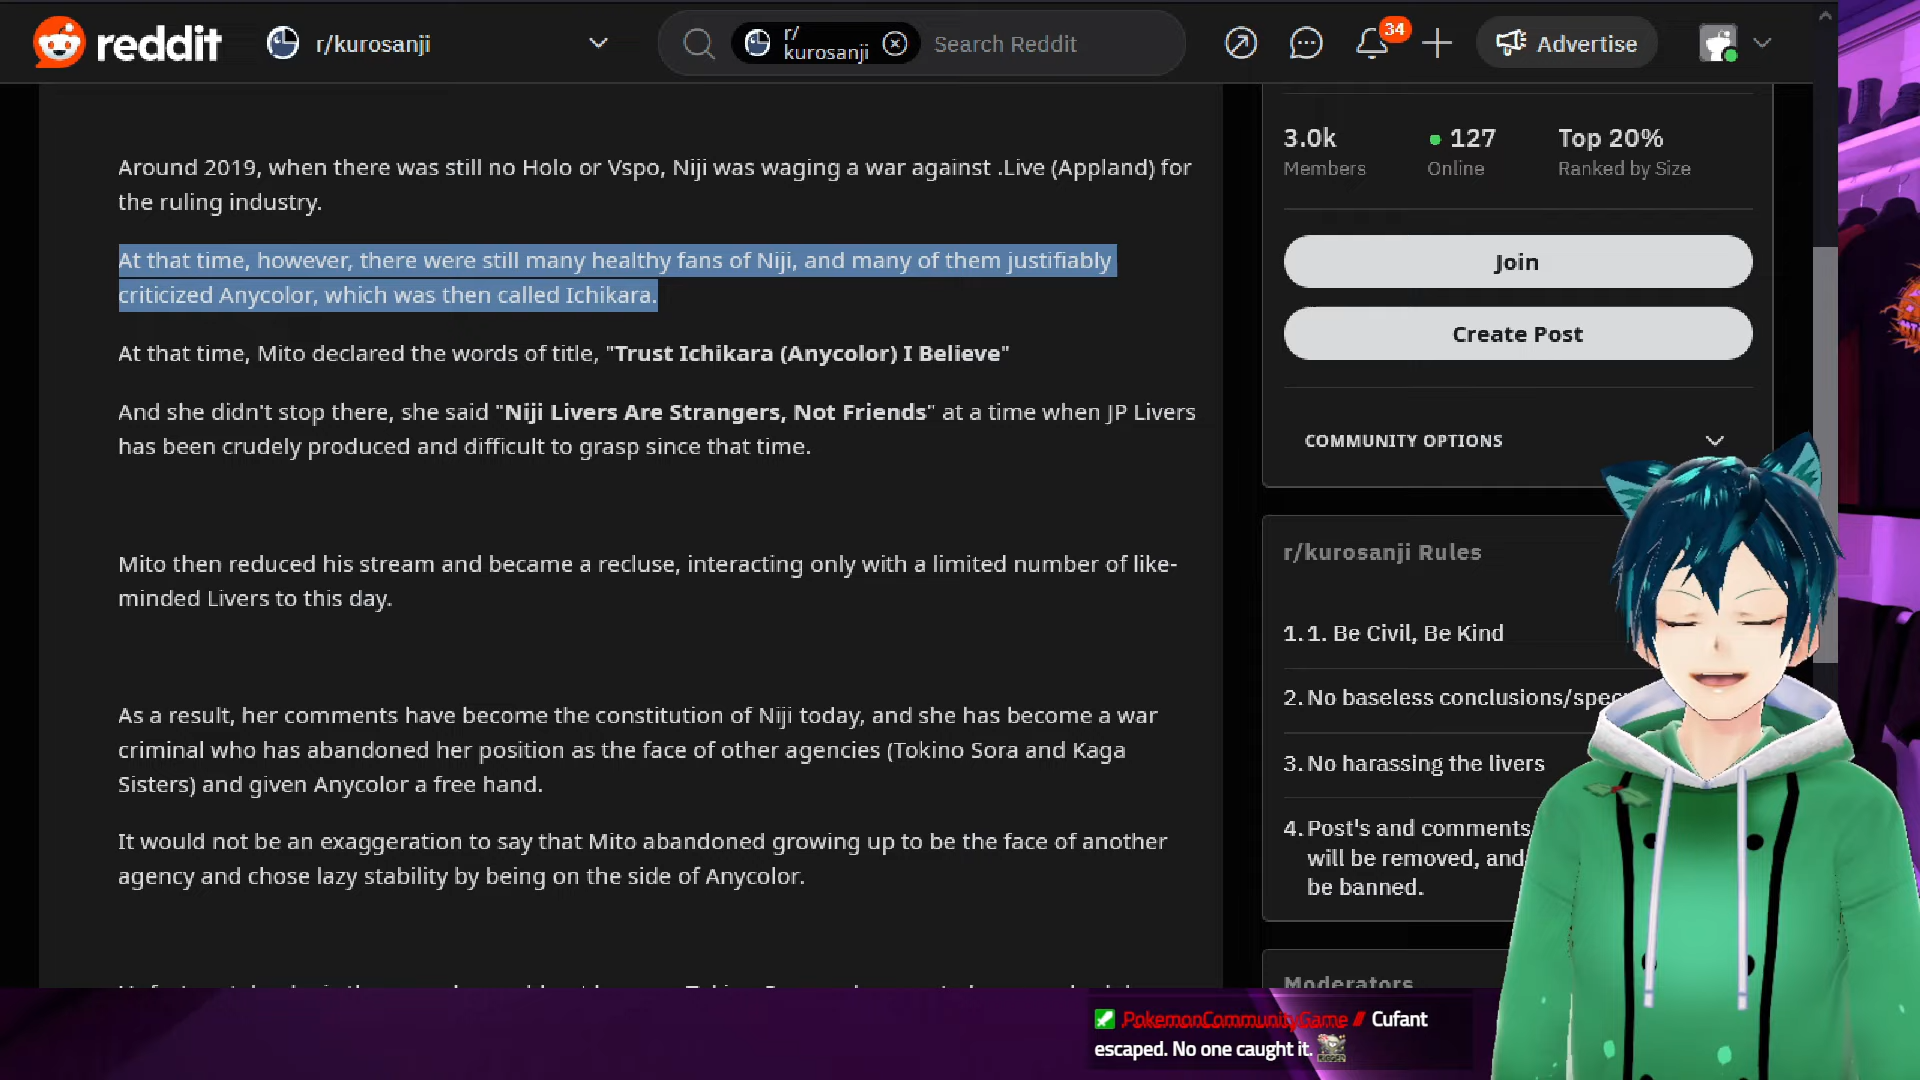 reddit
r/kurosanji
r/
kurosanji
Search Reddit
34
Advertise
Around 2019, when there was still no Holo or Vspo, Niji was waging a war against .Live (Appland) for
the ruling industry.
At that time, however, there were still many healthy fans of Niji, and many of them justifiably
criticized Anycolor, which was then called Ichikara.
At that time, Mito declared the words of title, "Trust Ichikara (Anycolor) I Believe"
And she didn't stop there, she said "Niji Livers Are Strangers, Not Friends" at a time when JP Livers
has been crudely produced and difficult to grasp since that time.
Mito then reduced his stream and became a recluse, interacting only with a limited number of like-
minded Livers to this day.
As a result, her comments have become the constitution of Niji today, and she has become a war
criminal who has abandoned her position as the face of other agencies (Tokino Sora and Kaga
Sisters) and given Anycolor a free hand.
It would not be an exaggeration to say that Mito abandoned growing up to be the face of another
agency and chose lazy stability by being on the side of Anycolor.
3.0k
Members
127
Online
Top 20%
Ranked by Size
Join
Create Post
COMMUNITY OPTIONS
r/kurosanji Rules
1. 1. Be Civil, Be Kind
2. No baseless conclusions/spec
3. No harassing the livers
4. Post's and comments
will be removed, and
be banned.
Moderators
PokemonCommunityGame // Cufant
escaped. No one caught it.